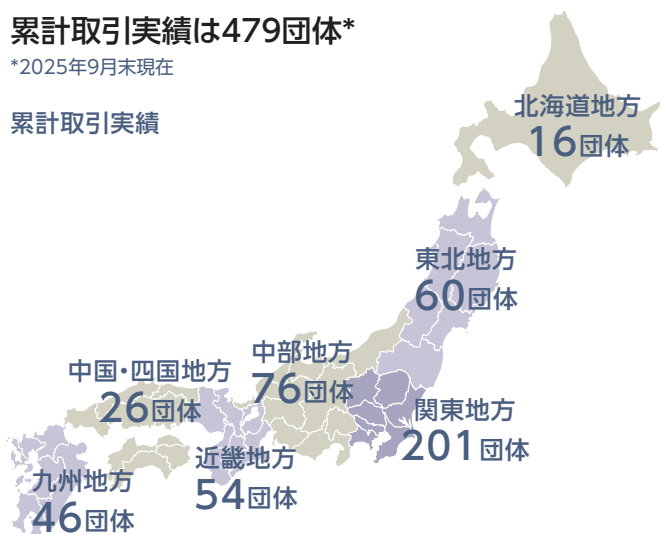 累計取引実績は479団体*
*2025年9月末現在
累計取引実績
北海道地方
16団体
東北地方
60団体
中部地方
76団体
中国・四国地方
26団体
関東地方
201団体
近畿地方
54団体
九州地方
46団体